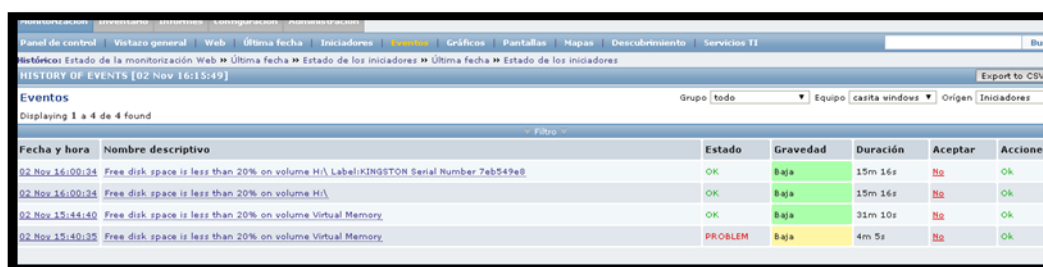 Monitorización Inventario Informes Configuración Administración
Panel de control | Vistazo general | Web | Última fecha | Iniciadores | Eventos | Gráficos | Pantallas | Mapas | Descubrimiento | Servicios TI Bu
Histórico: Estado de la monitorización Web » Última fecha » Estado de los iniciadores » Última fecha » Estado de los iniciadores
HISTORY OF EVENTS [02 Nov 16:15:49] Export to CSV
Eventos Grupo todo Equipo casita windows Orígen Iniciadores
Displaying 1 a 4 de 4 found
Filtro
Fecha y hora Nombre descriptivo Estado Gravedad Duración Aceptar Accione
02 Nov 16:00:34 Free disk space is less than 20% on volume H:\ Label:KINGSTON Serial Number 7eb549e8 OK Baja 15m 16s No Ok
02 Nov 16:00:34 Free disk space is less than 20% on volume H:\ OK Baja 15m 16s No Ok
02 Nov 15:44:40 Free disk space is less than 20% on volume Virtual Memory OK Baja 31m 10s No Ok
02 Nov 15:40:35 Free disk space is less than 20% on volume Virtual Memory PROBLEM Baja 4m 5s No Ok